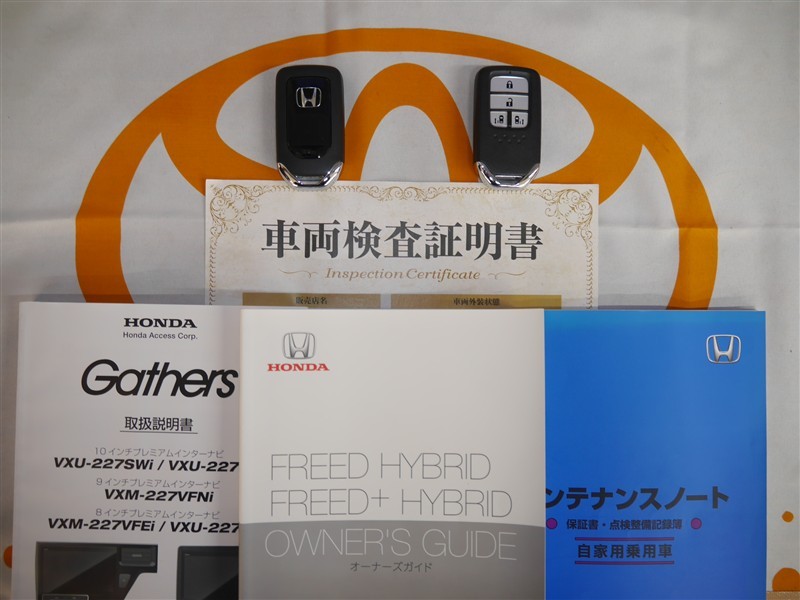 車両検査証明書
Inspection Certificate
販売店名
車両外装状態
HONDA
Honda Access Corp.
Gathers
取扱説明書
10インチプレミアムインターナビ
VXU-227SWi / VXU-227
9インチプレミアムインターナビ
VXM-227VFNi
8インチプレミアムインターナビ
VXM-227VFEi / VXU-227
HONDA
FREED HYBRID
FREED+ HYBRID
OWNER'S GUIDE
オーナーズガイド
ンテナンスノート
保証書・点検整備記録簿
自家用乗用車